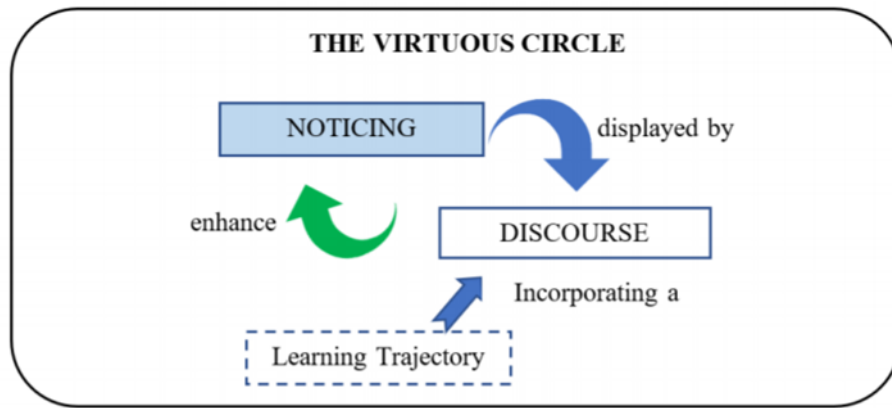 THE VIRTUOUS CIRCLE
NOTICING
displayed by
enhance
DISCOURSE
Incorporating a
Learning Trajectory